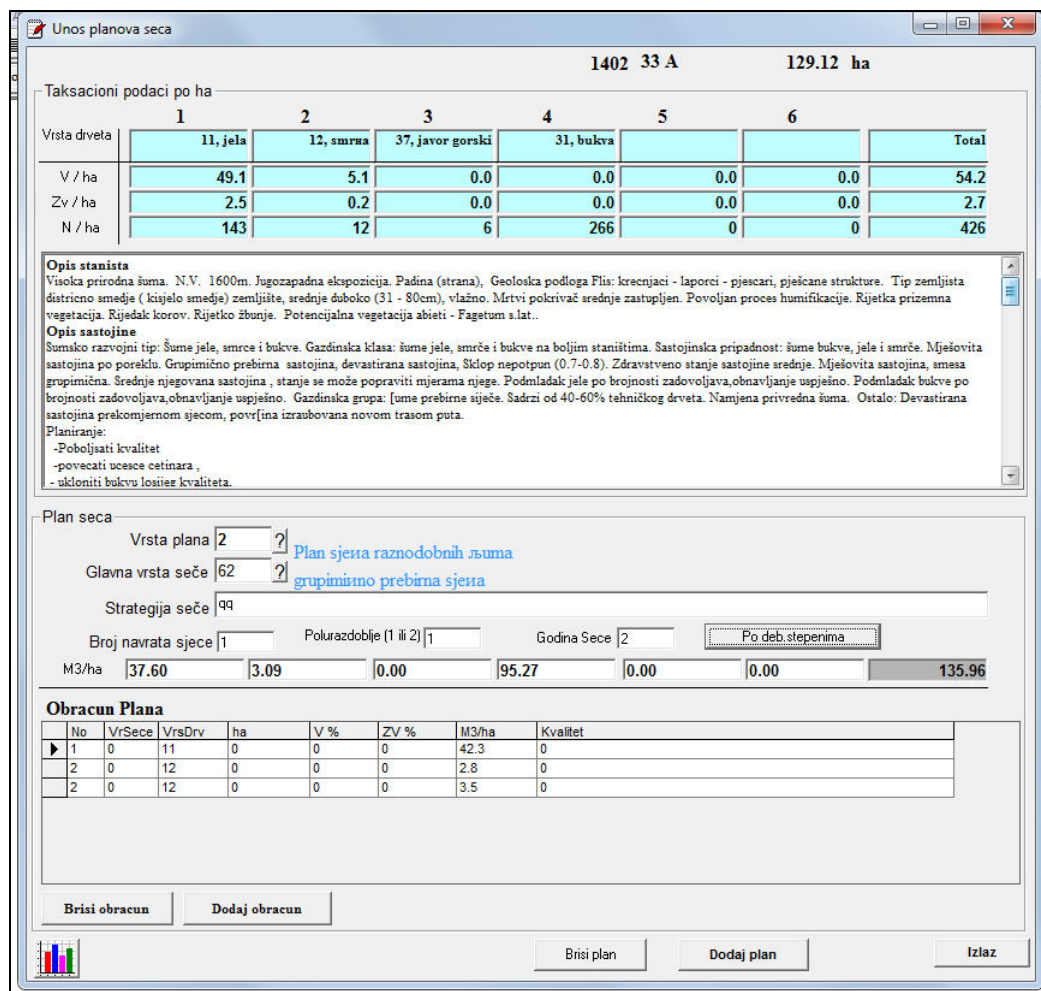 Unos planova seca
1402 33 A 129.12 ha
Taksacioni podaci po ha
1 2 3 4 5 6
Vrsta drveta 11, jela 12, smrнa 37, javor gorski 31, bukva Total
V / ha 49.1 5.1 0.0 0.0 0.0 0.0 54.2
Zv / ha 2.5 0.2 0.0 0.0 0.0 0.0 2.7
N / ha 143 12 6 266 0 0 426
Opis stanista
Visoka prirodna šuma. N.V. 1600m. Jugozapadna ekspozicija. Padina (strana), Geoloska podloga Flis: krecnjaci - laporci - pjescari, pješcane strukture. Tip zemljista
districno smedje ( kisjelo smedje) zemljište, srednje duboko (31 - 80cm), vlažno. Mrtvi pokrivač srednje zastupljen. Povoljan proces humifikacije. Rijetka prizemna
vegetacija. Rijedak korov. Rijetko žbunje. Potencijalna vegetacija abieti - Fagetum s.lat..
Opis sastojine
Sumsko razvojni tip: Šume jele, smrce i bukve. Gazdinska klasa: šume jele, smrče i bukve na boljim staništima. Sastojinska pripadnost: šume bukve, jele i smrče. Mješovita
sastojina po poreklu. Grupimično prebirna sastojina, devastirana sastojina, Sklop nepotpun (0.7-0.8). Zdravstveno stanje sastojine srednje. Mješovita sastojina, smesa
grupimična. Srednje njegovana sastojina , stanje se može popraviti mjerama njege. Podmladak jele po brojnosti zadovoljava,obnavljanje uspješno. Podmladak bukve po
brojnosti zadovoljava,obnavljanje uspješno. Gazdinska grupa: [ume prebirne siječe. Sadrzi od 40-60% tehničkog drveta. Namjena privredna šuma. Ostalo: Devastirana
sastojina prekomjernom sjecom, povr[ina izraubovana novom trasom puta.
Planiranje:
-Poboljsati kvalitet
-povecati ucesce cetinara ,
- ukloniti bukvu losijeg kvaliteta.
Plan seca
Vrsta plana 2 ? Plan sjeиa raznodobnih љuma
Glavna vrsta seče 62 ? grupimiиno prebirna sjeиa
Strategija seče qq
Broj navrata sjece 1 Polurazdoblje (1 ili 2) 1 Godina Sece 2 Po deb.stepenima
M3/ha 37.60 3.09 0.00 95.27 0.00 0.00 135.96
Obracun Plana
No VrSece VrsDrv ha V % ZV % M3/ha Kvalitet
1 0 11 0 0 0 42.3 0
2 0 12 0 0 0 2.8 0
2 0 12 0 0 0 3.5 0
Brisi obracun Dodaj obracun
Brisi plan Dodaj plan Izlaz